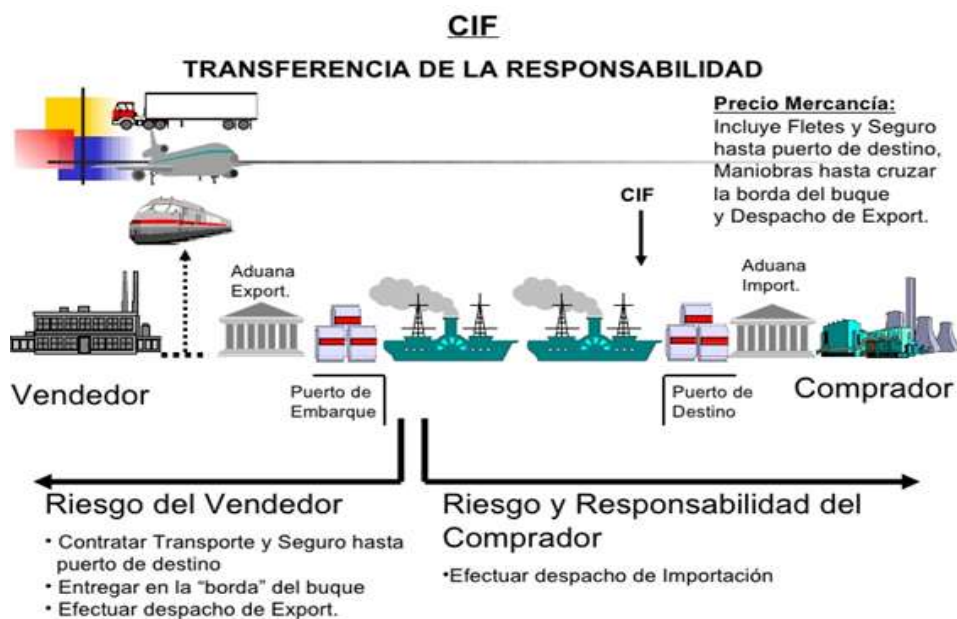 CIF
TRANSFERENCIA DE LA RESPONSABILIDAD
Precio Mercancía:
Incluye Fletes y Seguro
hasta puerto de destino,
Maniobras hasta cruzar
la borda del buque
y Despacho de Export.
CIF
Aduana
Export.
Aduana
Import.
Vendedor
Puerto de
Embarque
Puerto de
Destino
Comprador
Riesgo del Vendedor
• Contratar Transporte y Seguro hasta
puerto de destino
• Entregar en la “borda” del buque
• Efectuar despacho de Export.
Riesgo y Responsabilidad del
Comprador
•Efectuar despacho de Importación